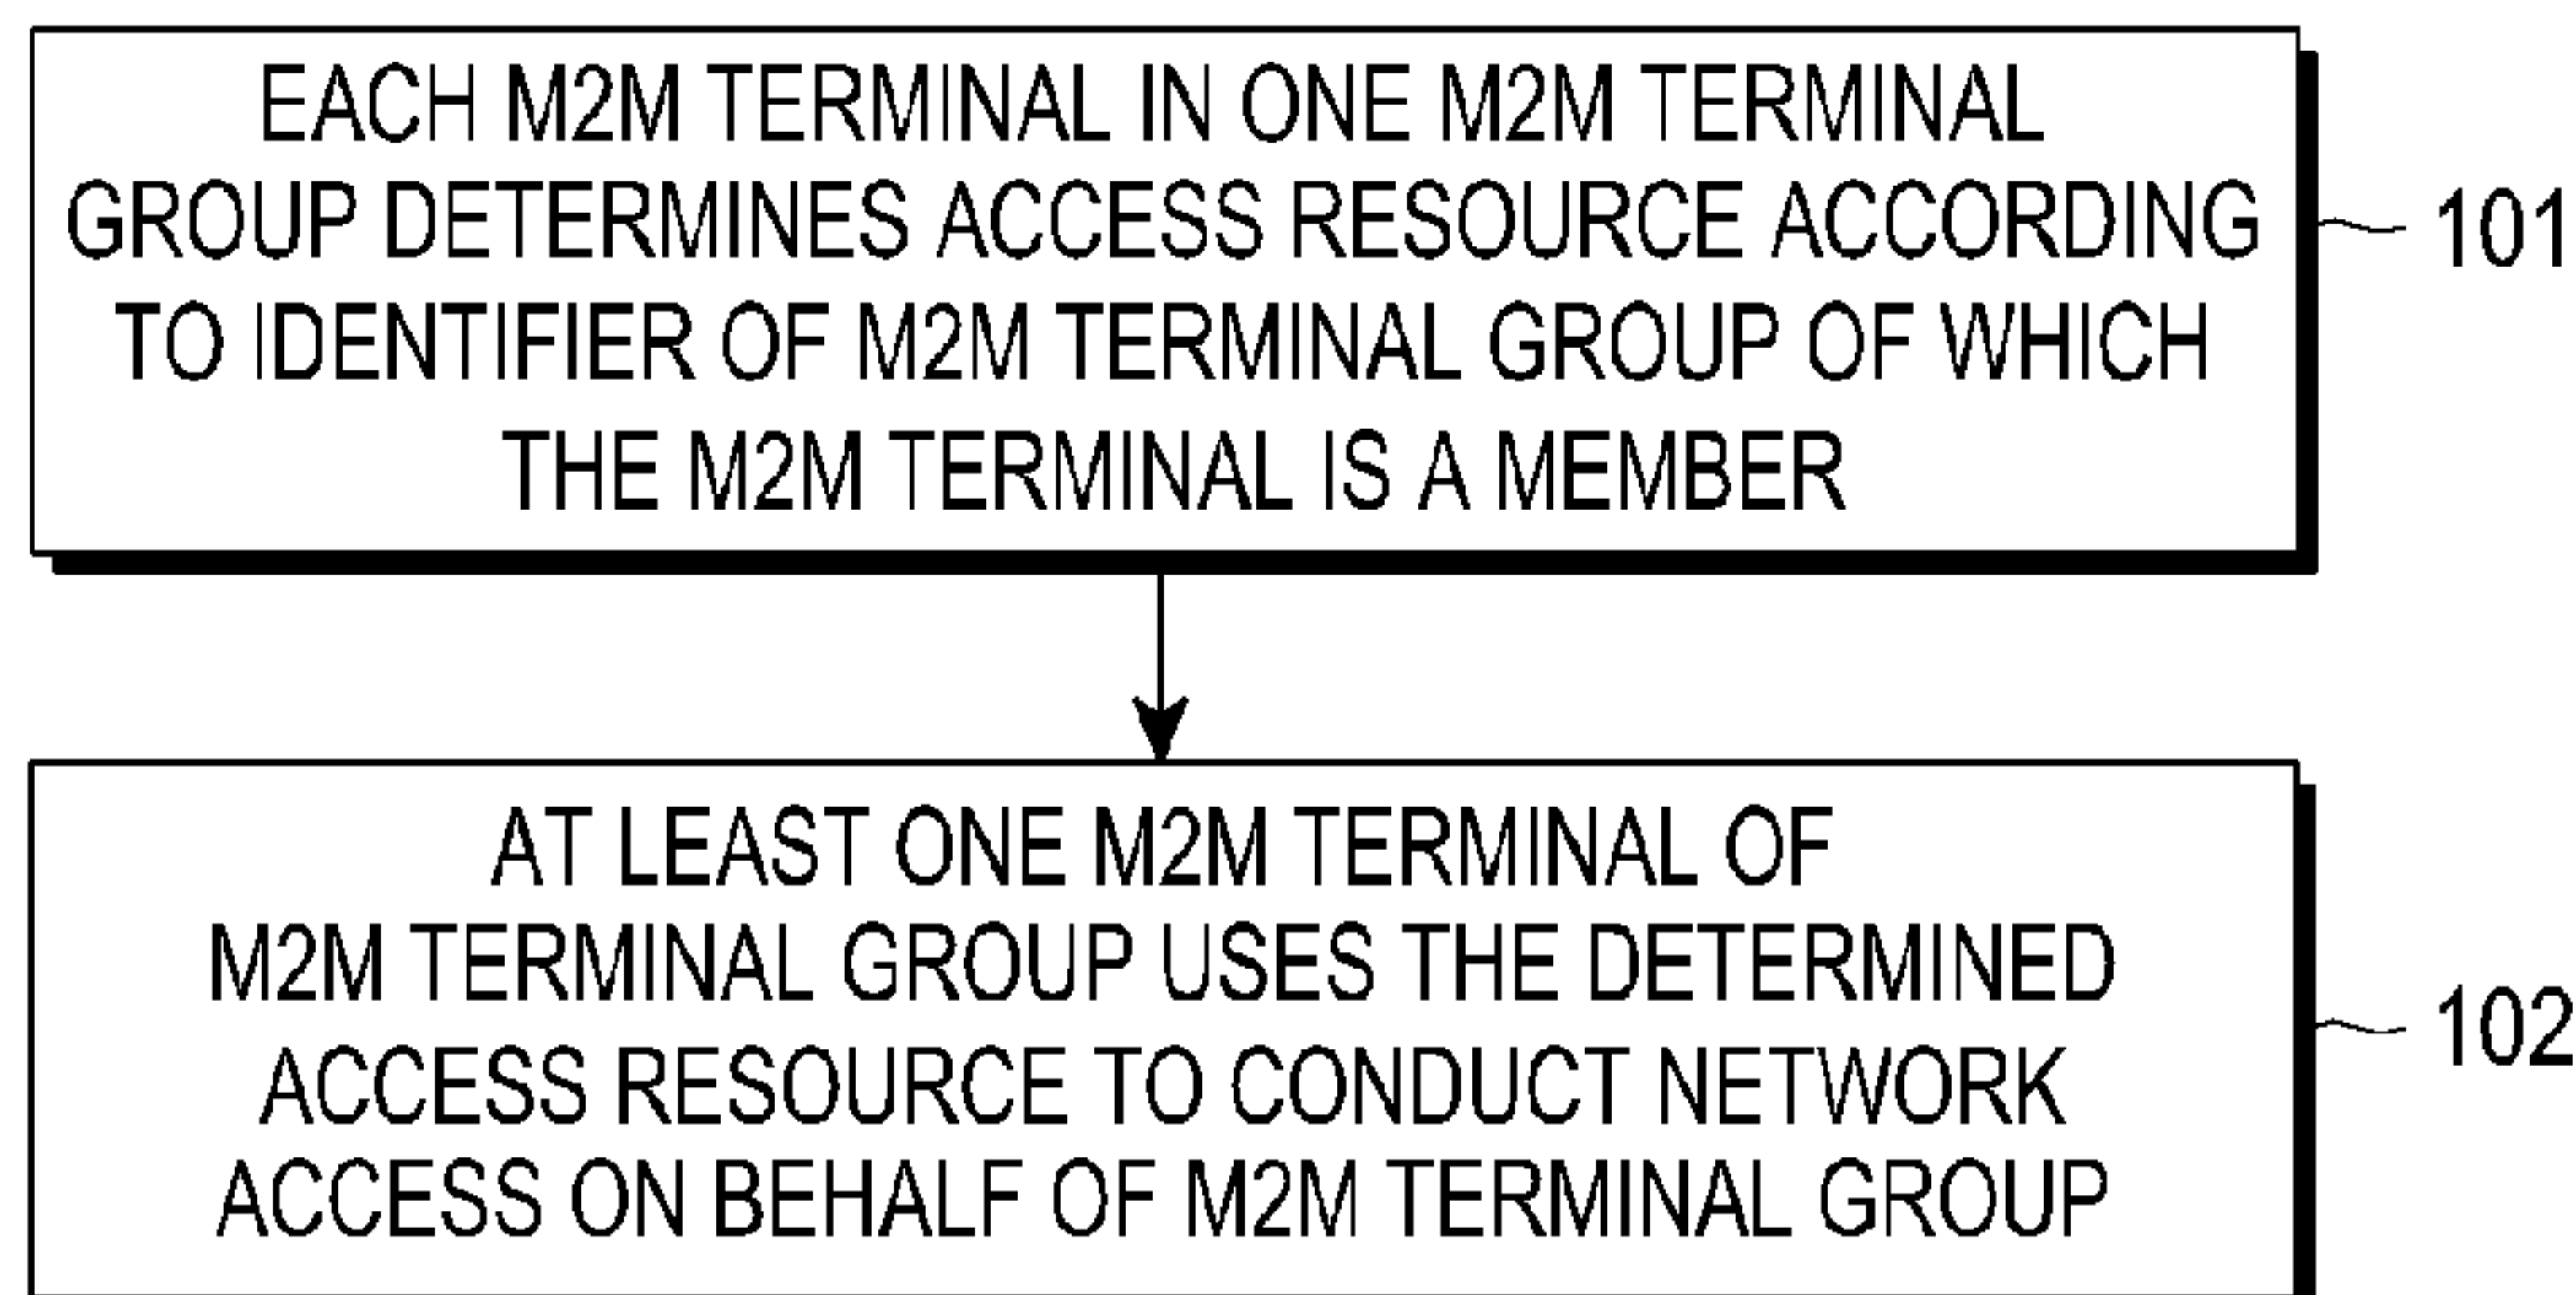 EACH M2M TERMINAL IN ONE M2M TERMINAL
GROUP DETERMINES ACCESS RESOURCE ACCORDING
TO IDENTIFIER OF M2M TERMINAL GROUP OF WHICH
THE M2M TERMINAL IS A MEMBER
101
AT LEAST ONE M2M TERMINAL OF
M2M TERMINAL GROUP USES THE DETERMINED
ACCESS RESOURCE TO CONDUCT NETWORK
ACCESS ON BEHALF OF M2M TERMINAL GROUP
102